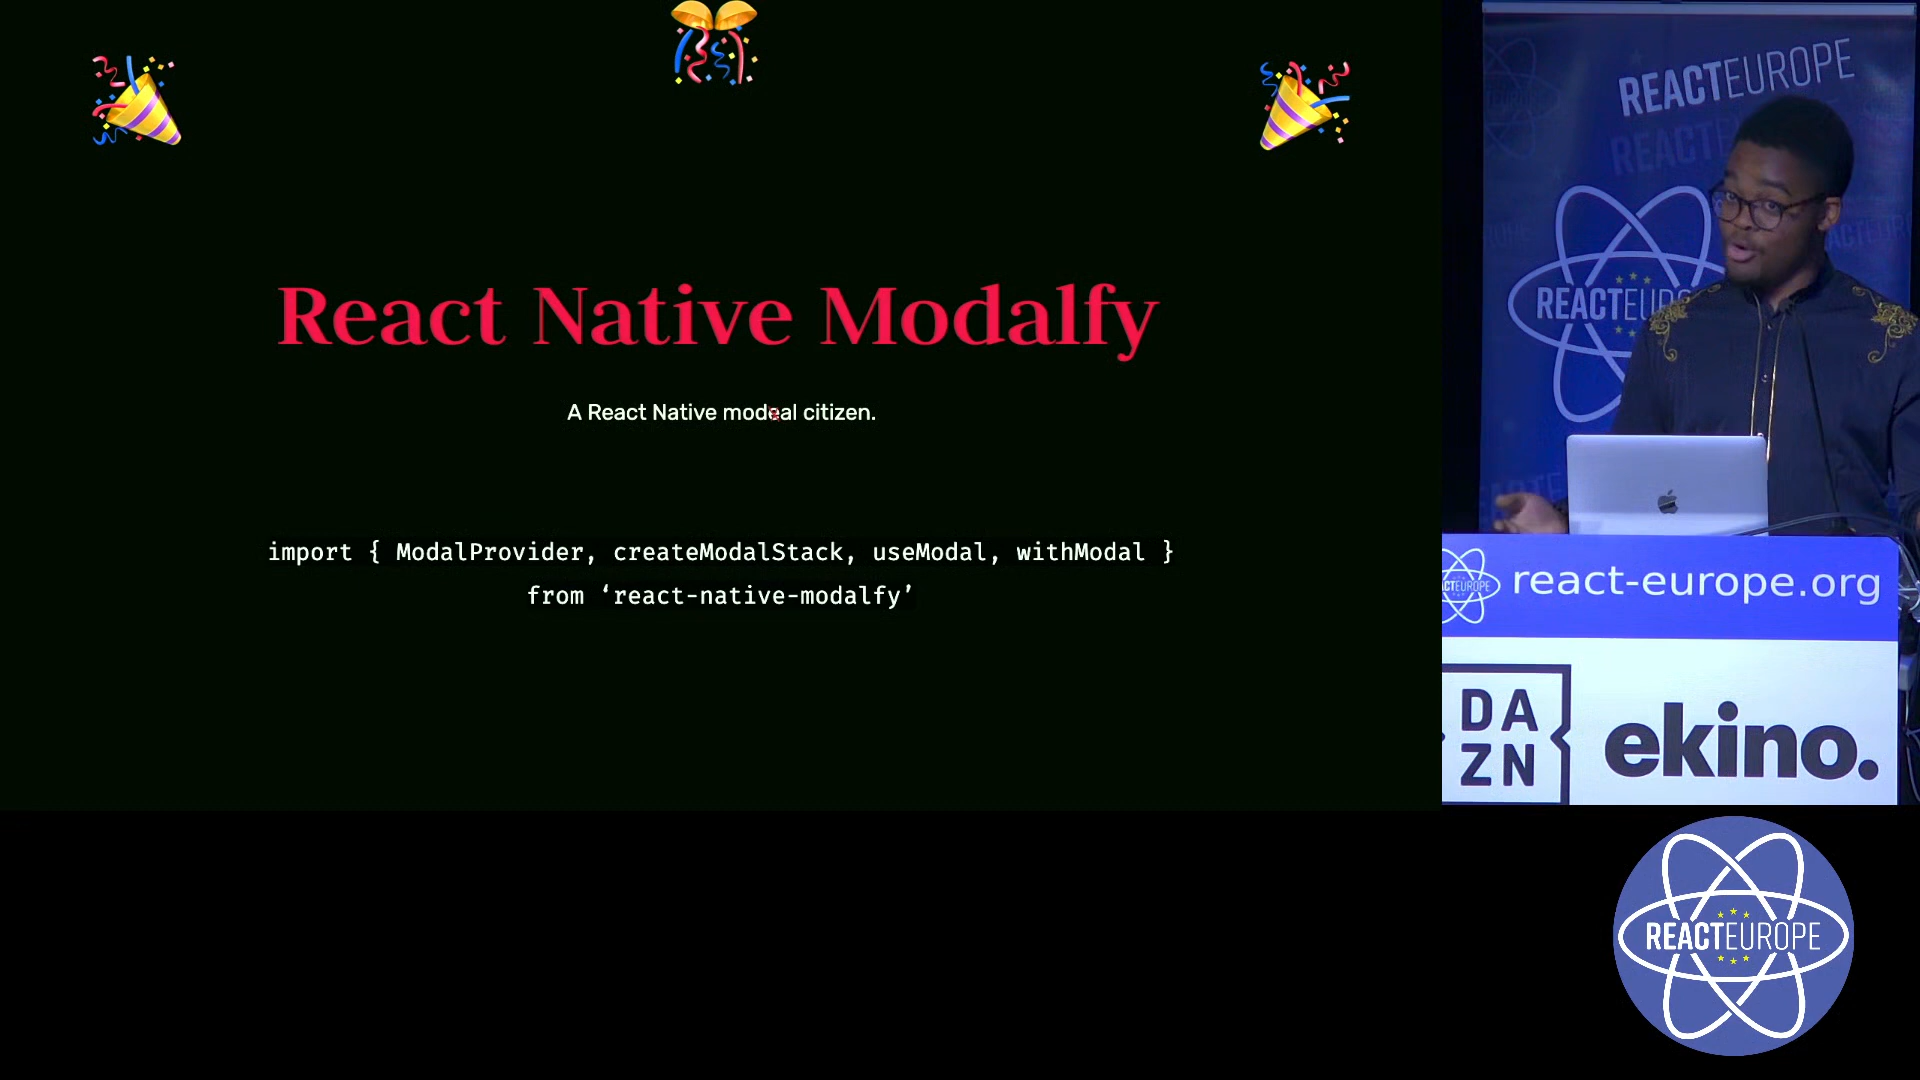 React Native Modalfy
A React Native modeal citizen.
import { ModalProvider, createModalStack, useModal, withModal }
from ‘react-native-modalfy’
REACTEUROPE
REACTEUROPE
react-europe.org
DA
ZN
ekino.
REACTEUROPE